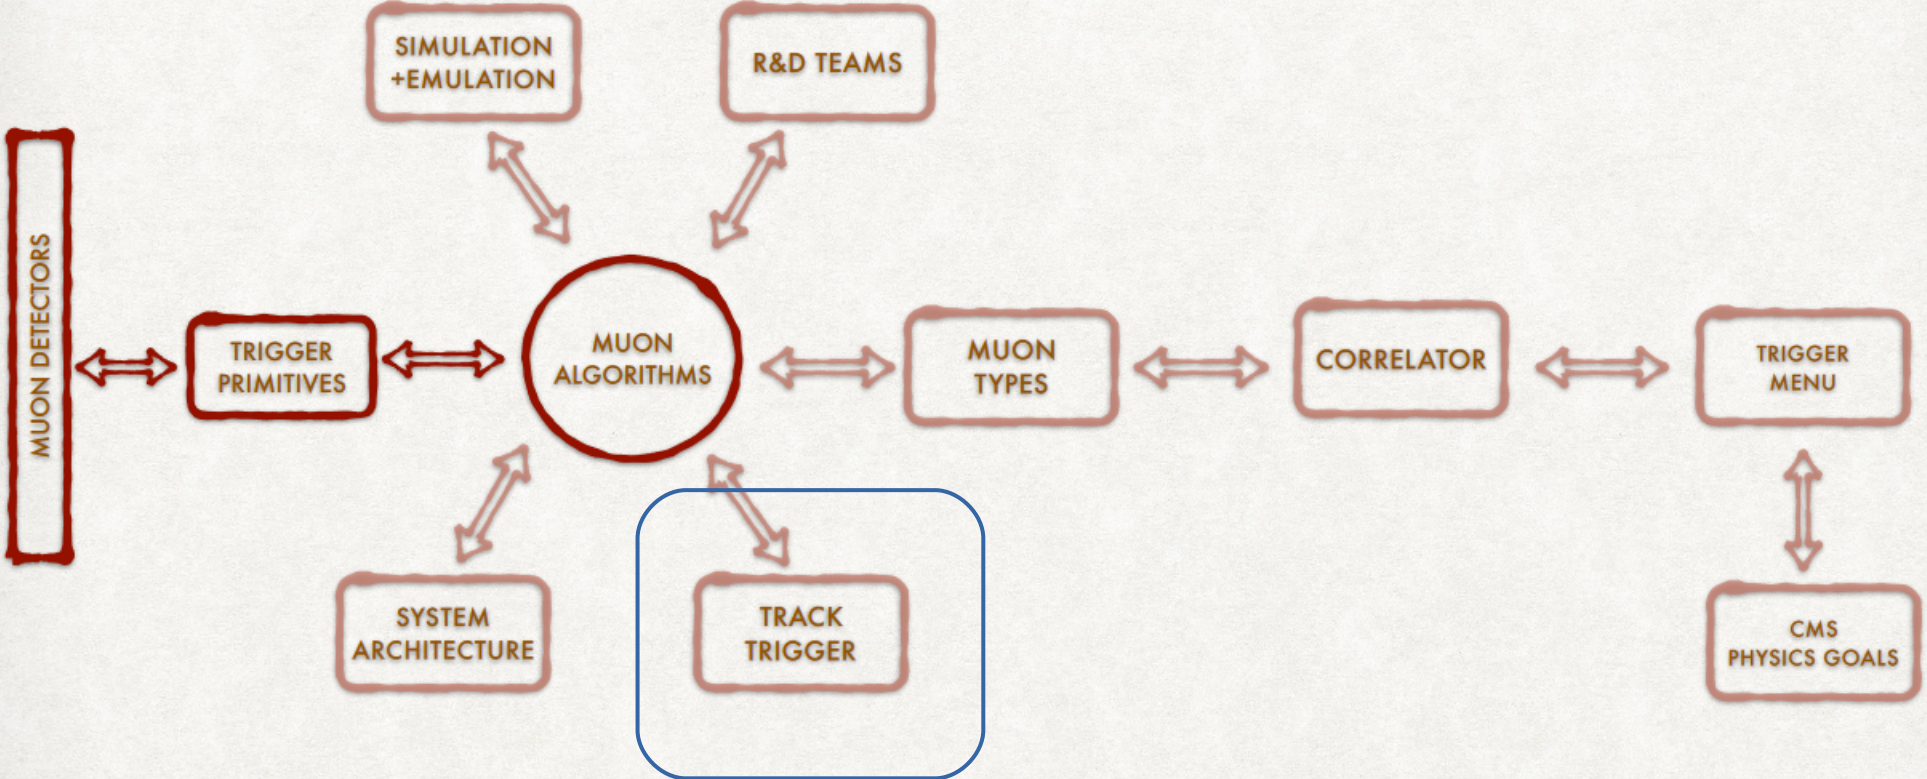 SIMULATION
+EMULATION
R&D TEAMS
MUON DETECTORS
TRIGGER
PRIMITIVES
MUON
ALGORITHMS
MUON
TYPES
CORRELATOR
TRIGGER
MENU
SYSTEM
ARCHITECTURE
TRACK
TRIGGER
CMS
PHYSICS GOALS